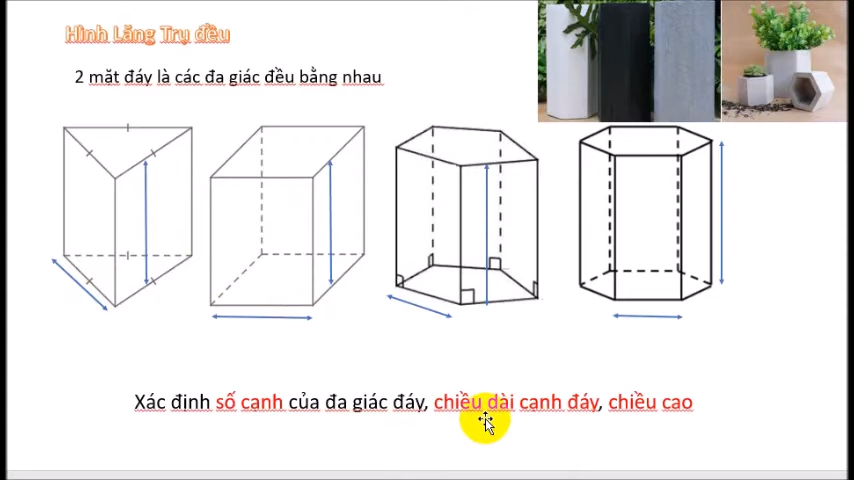 Hình Lăng Trụ đều
2 mặt đáy là các đa giác đều bằng nhau
Xác định số cạnh của đa giác đáy, chiều dài cạnh đáy, chiều cao